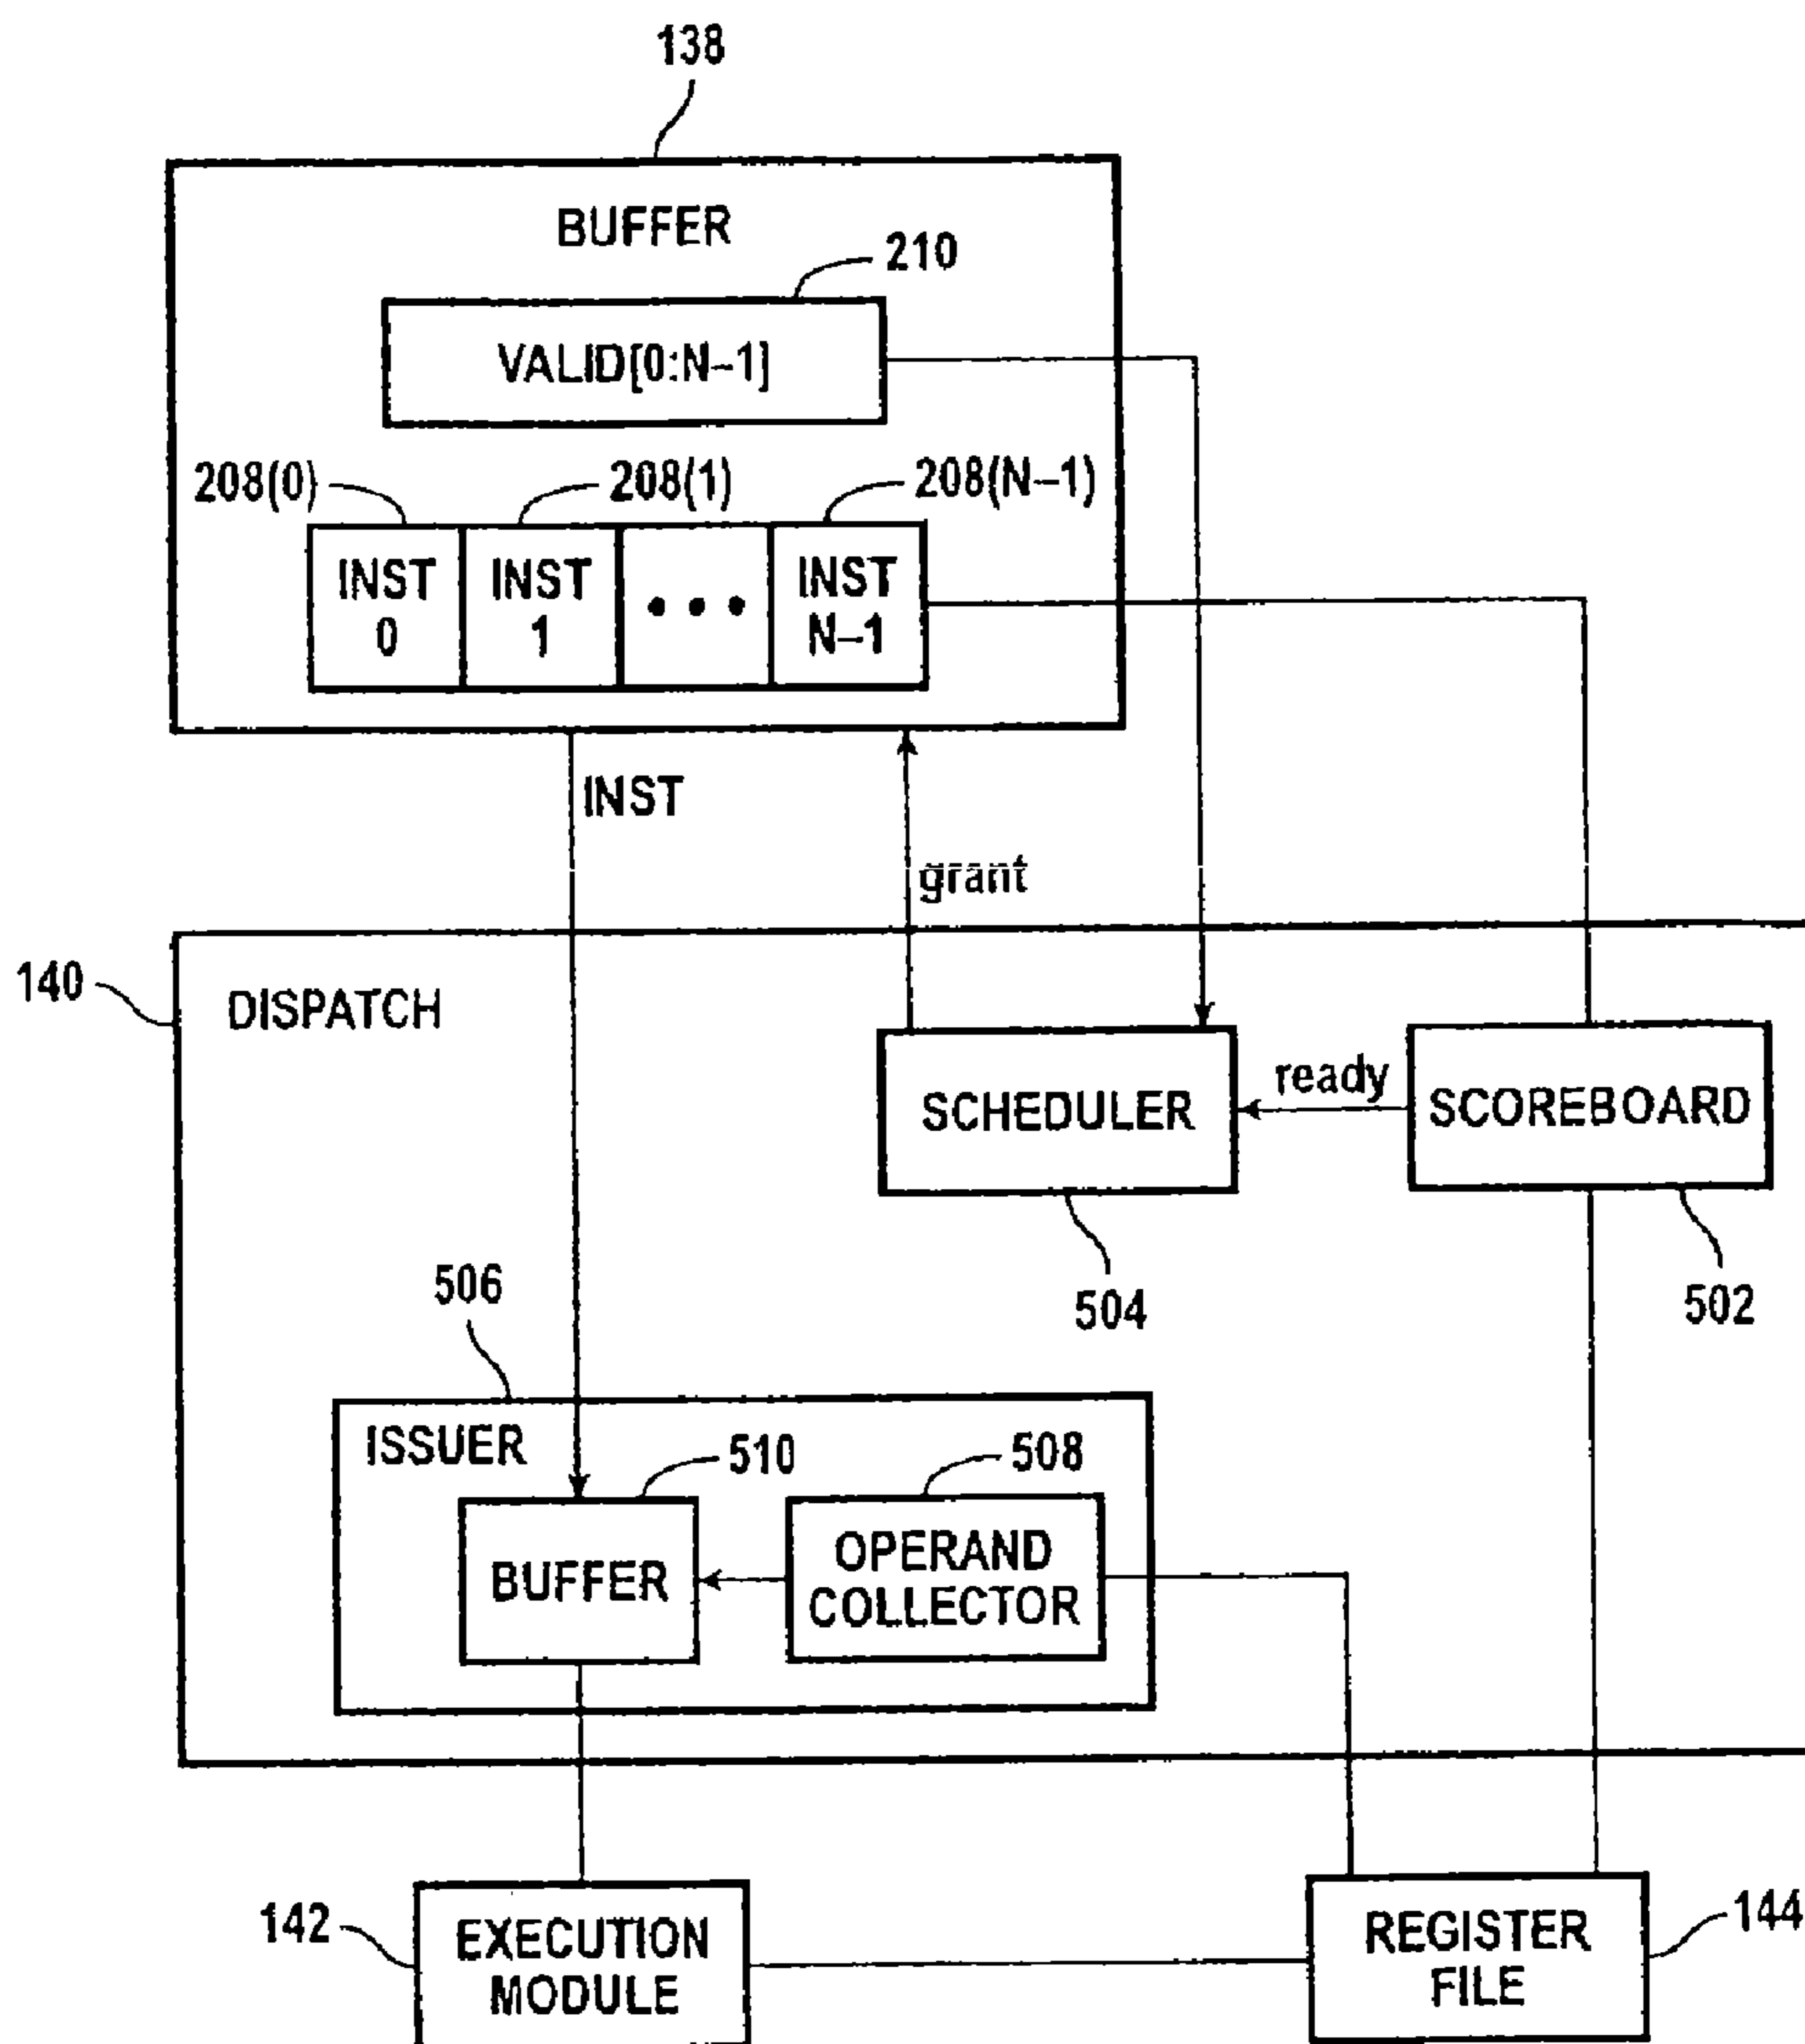 138
BUFFER
210
VALID[0:N–1]
208(0)
208(1)
208(N–1)
INST
0
INST
1
• • •
INST
N–1
INST
grant
140
DISPATCH
SCHEDULER
ready
SCOREBOARD
504
502
506
ISSUER
510
508
BUFFER
OPERAND
COLLECTOR
142
EXECUTION
MODULE
REGISTER
FILE
144